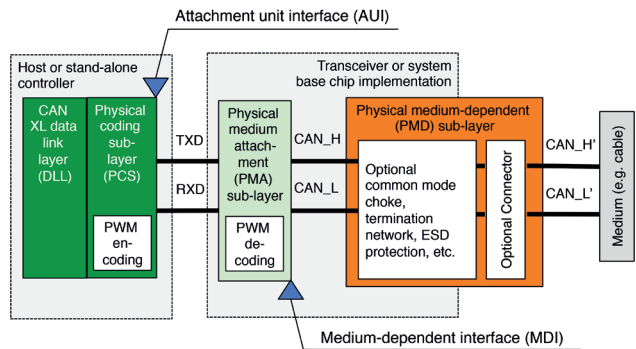 Attachment unit interface (AUI)
Host or stand-alone
controller
Transceiver or system
base chip implementation
CAN
XL data
link
layer
(DLL)
Physical
coding sub-
layer (PCS)
PWM
en-
coding
TXD
RXD
Physical
medium
attach-
ment
(PMA)
sub-layer
PWM
de-
coding
CAN_H
CAN_L
Physical medium-dependent
(PMD) sub-layer
Optional
common mode
choke,
termination
network, ESD
protection, etc.
Optional Connector
CAN_H’
CAN_L’
Medium (e.g. cable)
Medium-dependent interface (MDI)